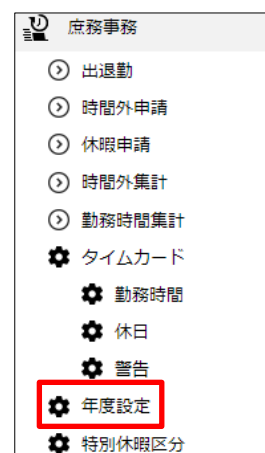 庶務事務
出退勤
時間外申請
休暇申請
時間外集計
勤務時間集計
タイムカード
勤務時間
休日
警告
年度設定
特別休暇区分